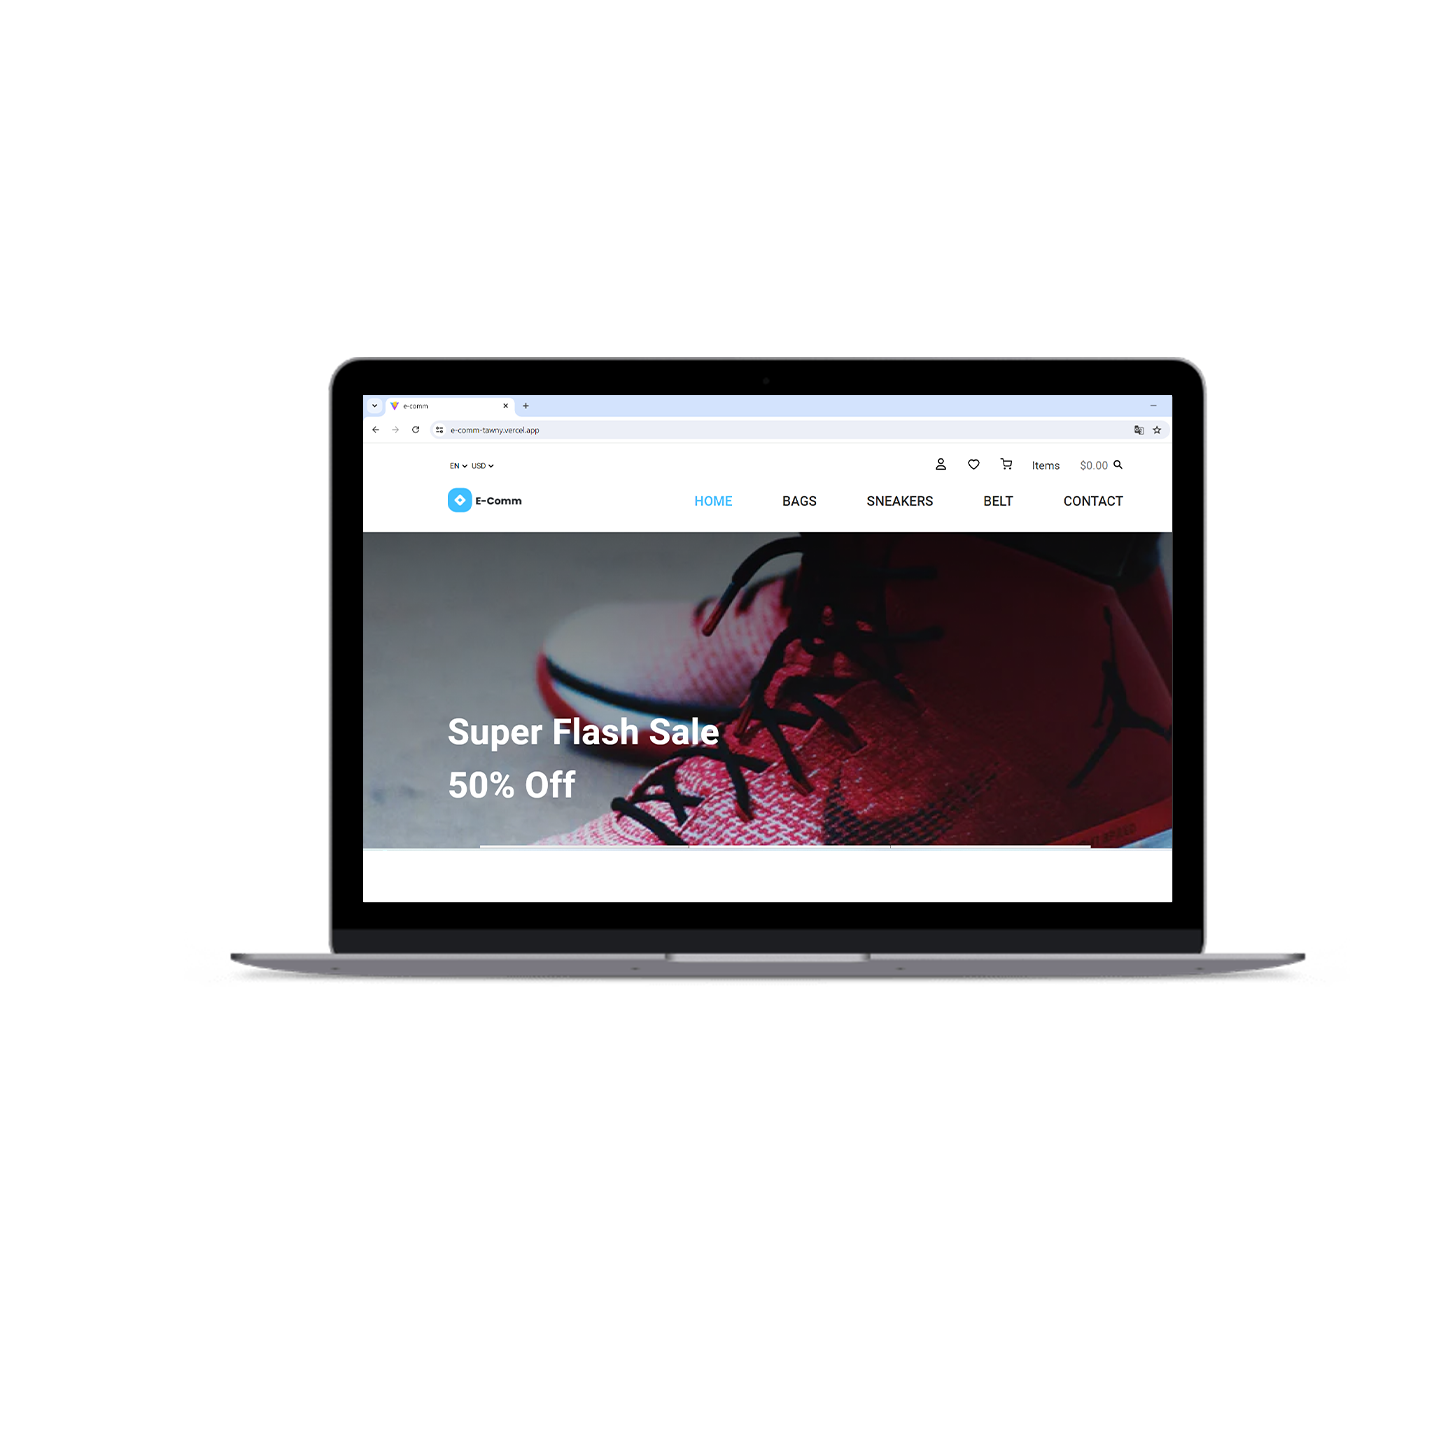 e-comm
e-comm-tawny.vercel.app
EN USD
Items $0.00
E-Comm
HOME BAGS SNEAKERS BELT CONTACT
Super Flash Sale
50% Off